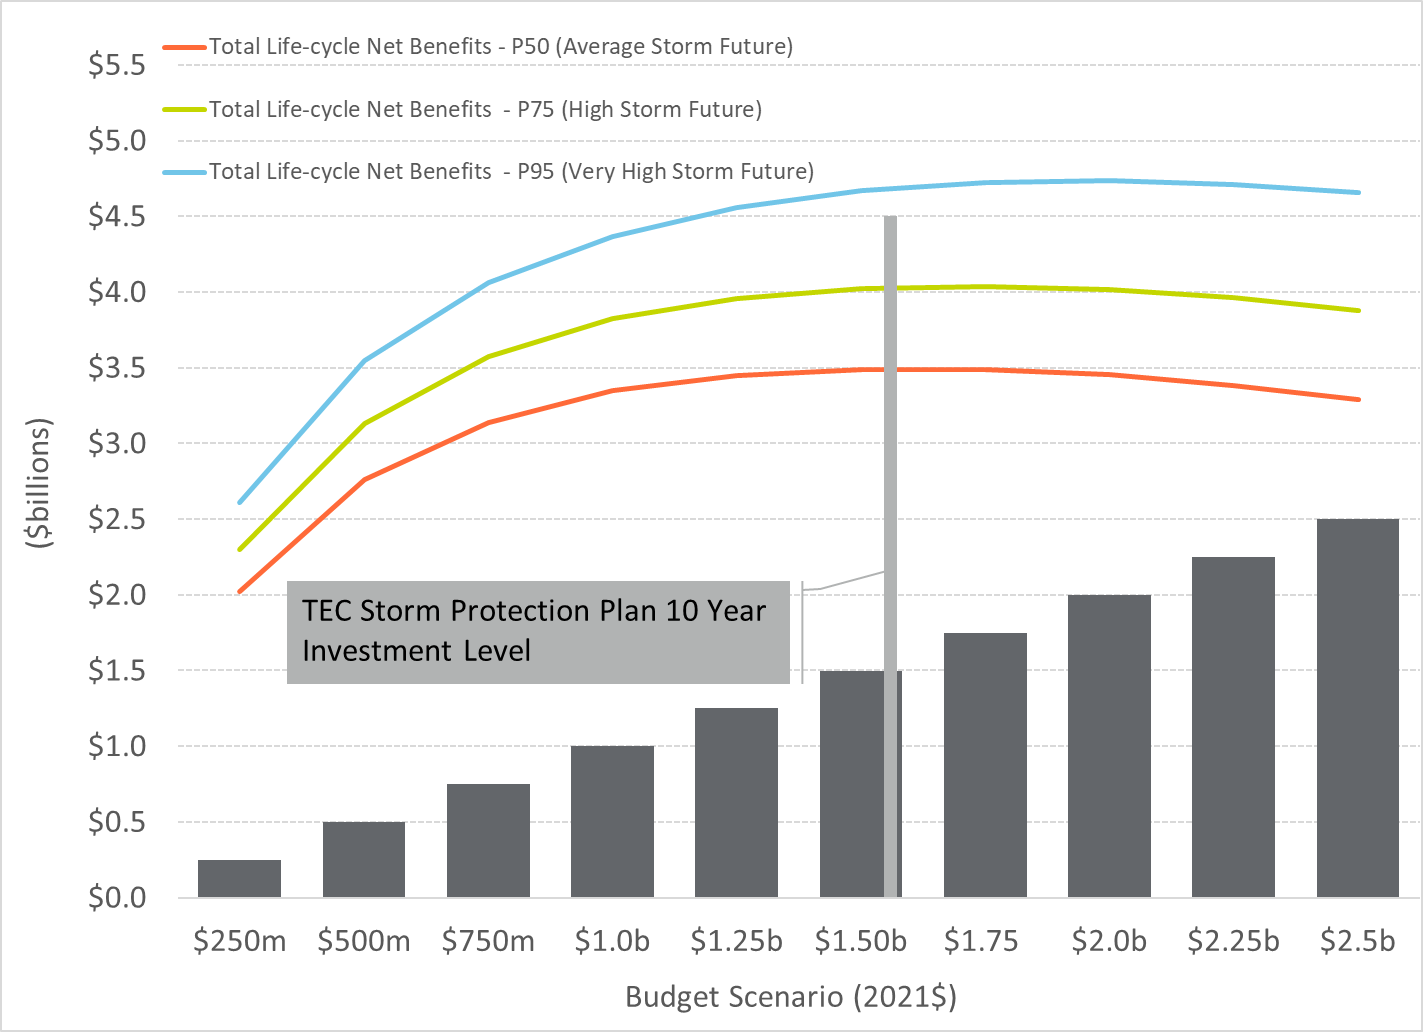 Total Life-cycle Net Benefits - P50 (Average Storm Future)
$5.5
Total Life-cycle Net Benefits - P75 (High Storm Future)
$5.0
Total Life-cycle Net Benefits - P95 (Very High Storm Future)
$4.5
$4.0
$3.5
$3.0
($billions)
$2.5
$2.0
TEC Storm Protection Plan 10 Year
Investment Level
$1.5
$1.0
$0.5
$0.0
$250m $500m $750m $1.0b $1.25b $1.50b $1.75 $2.0b $2.25b $2.5b
Budget Scenario (2021$)